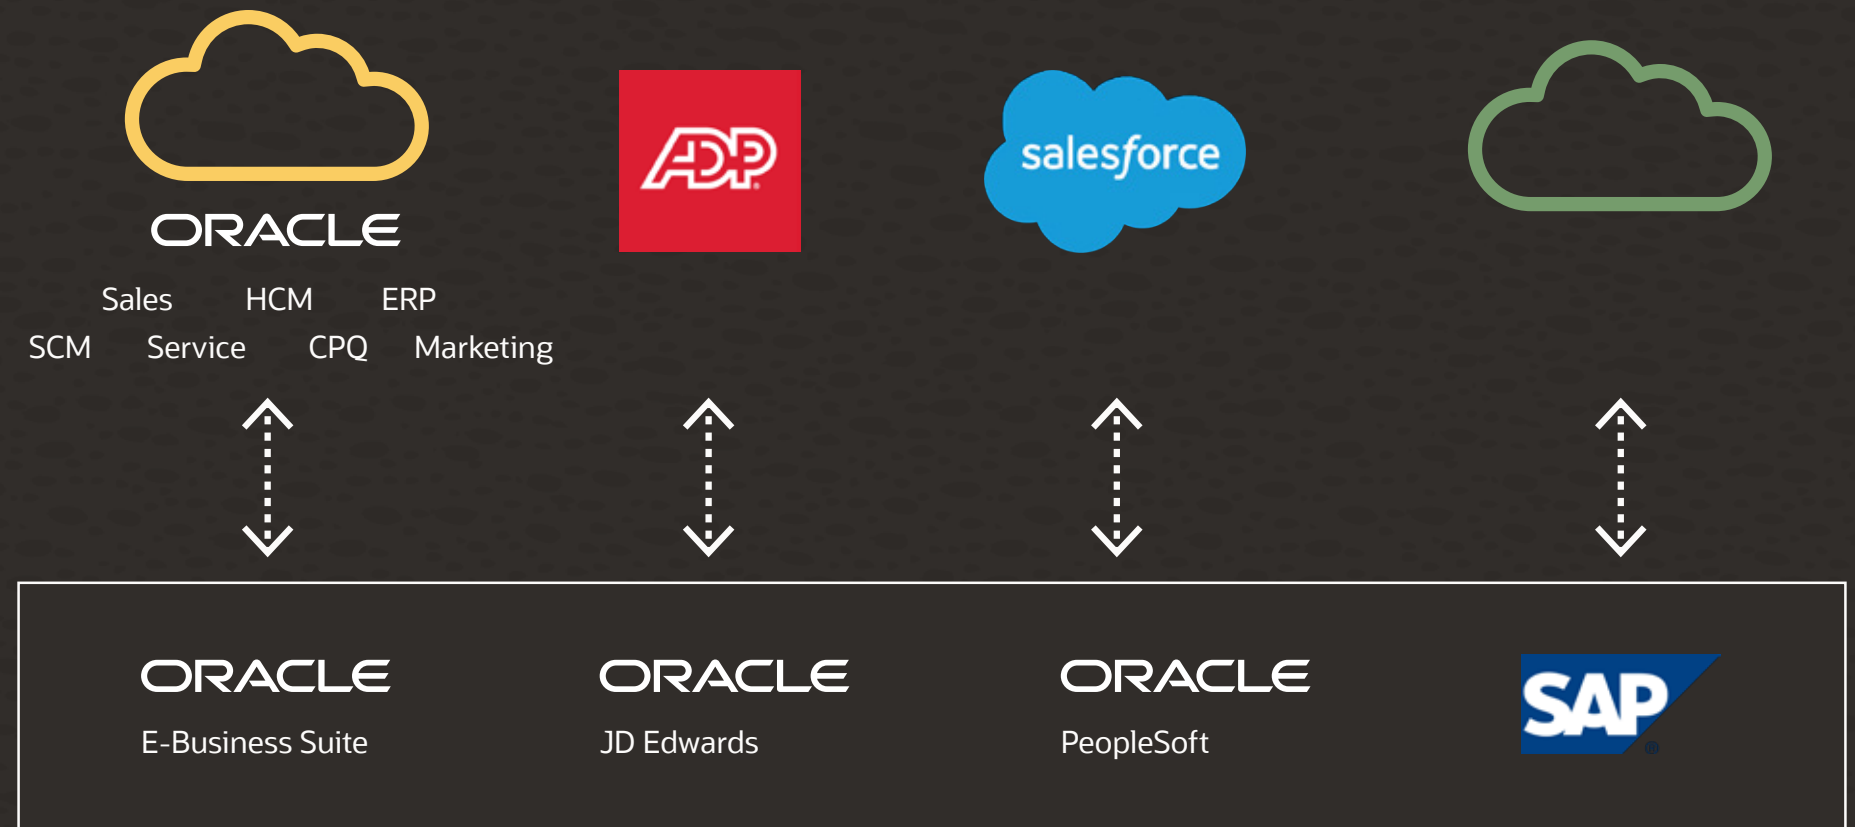 ADP
salesforce
ORACLE
Sales HCM ERP
SCM Service CPQ Marketing
ORACLE ORACLE ORACLE SAP
E-Business Suite JD Edwards PeopleSoft